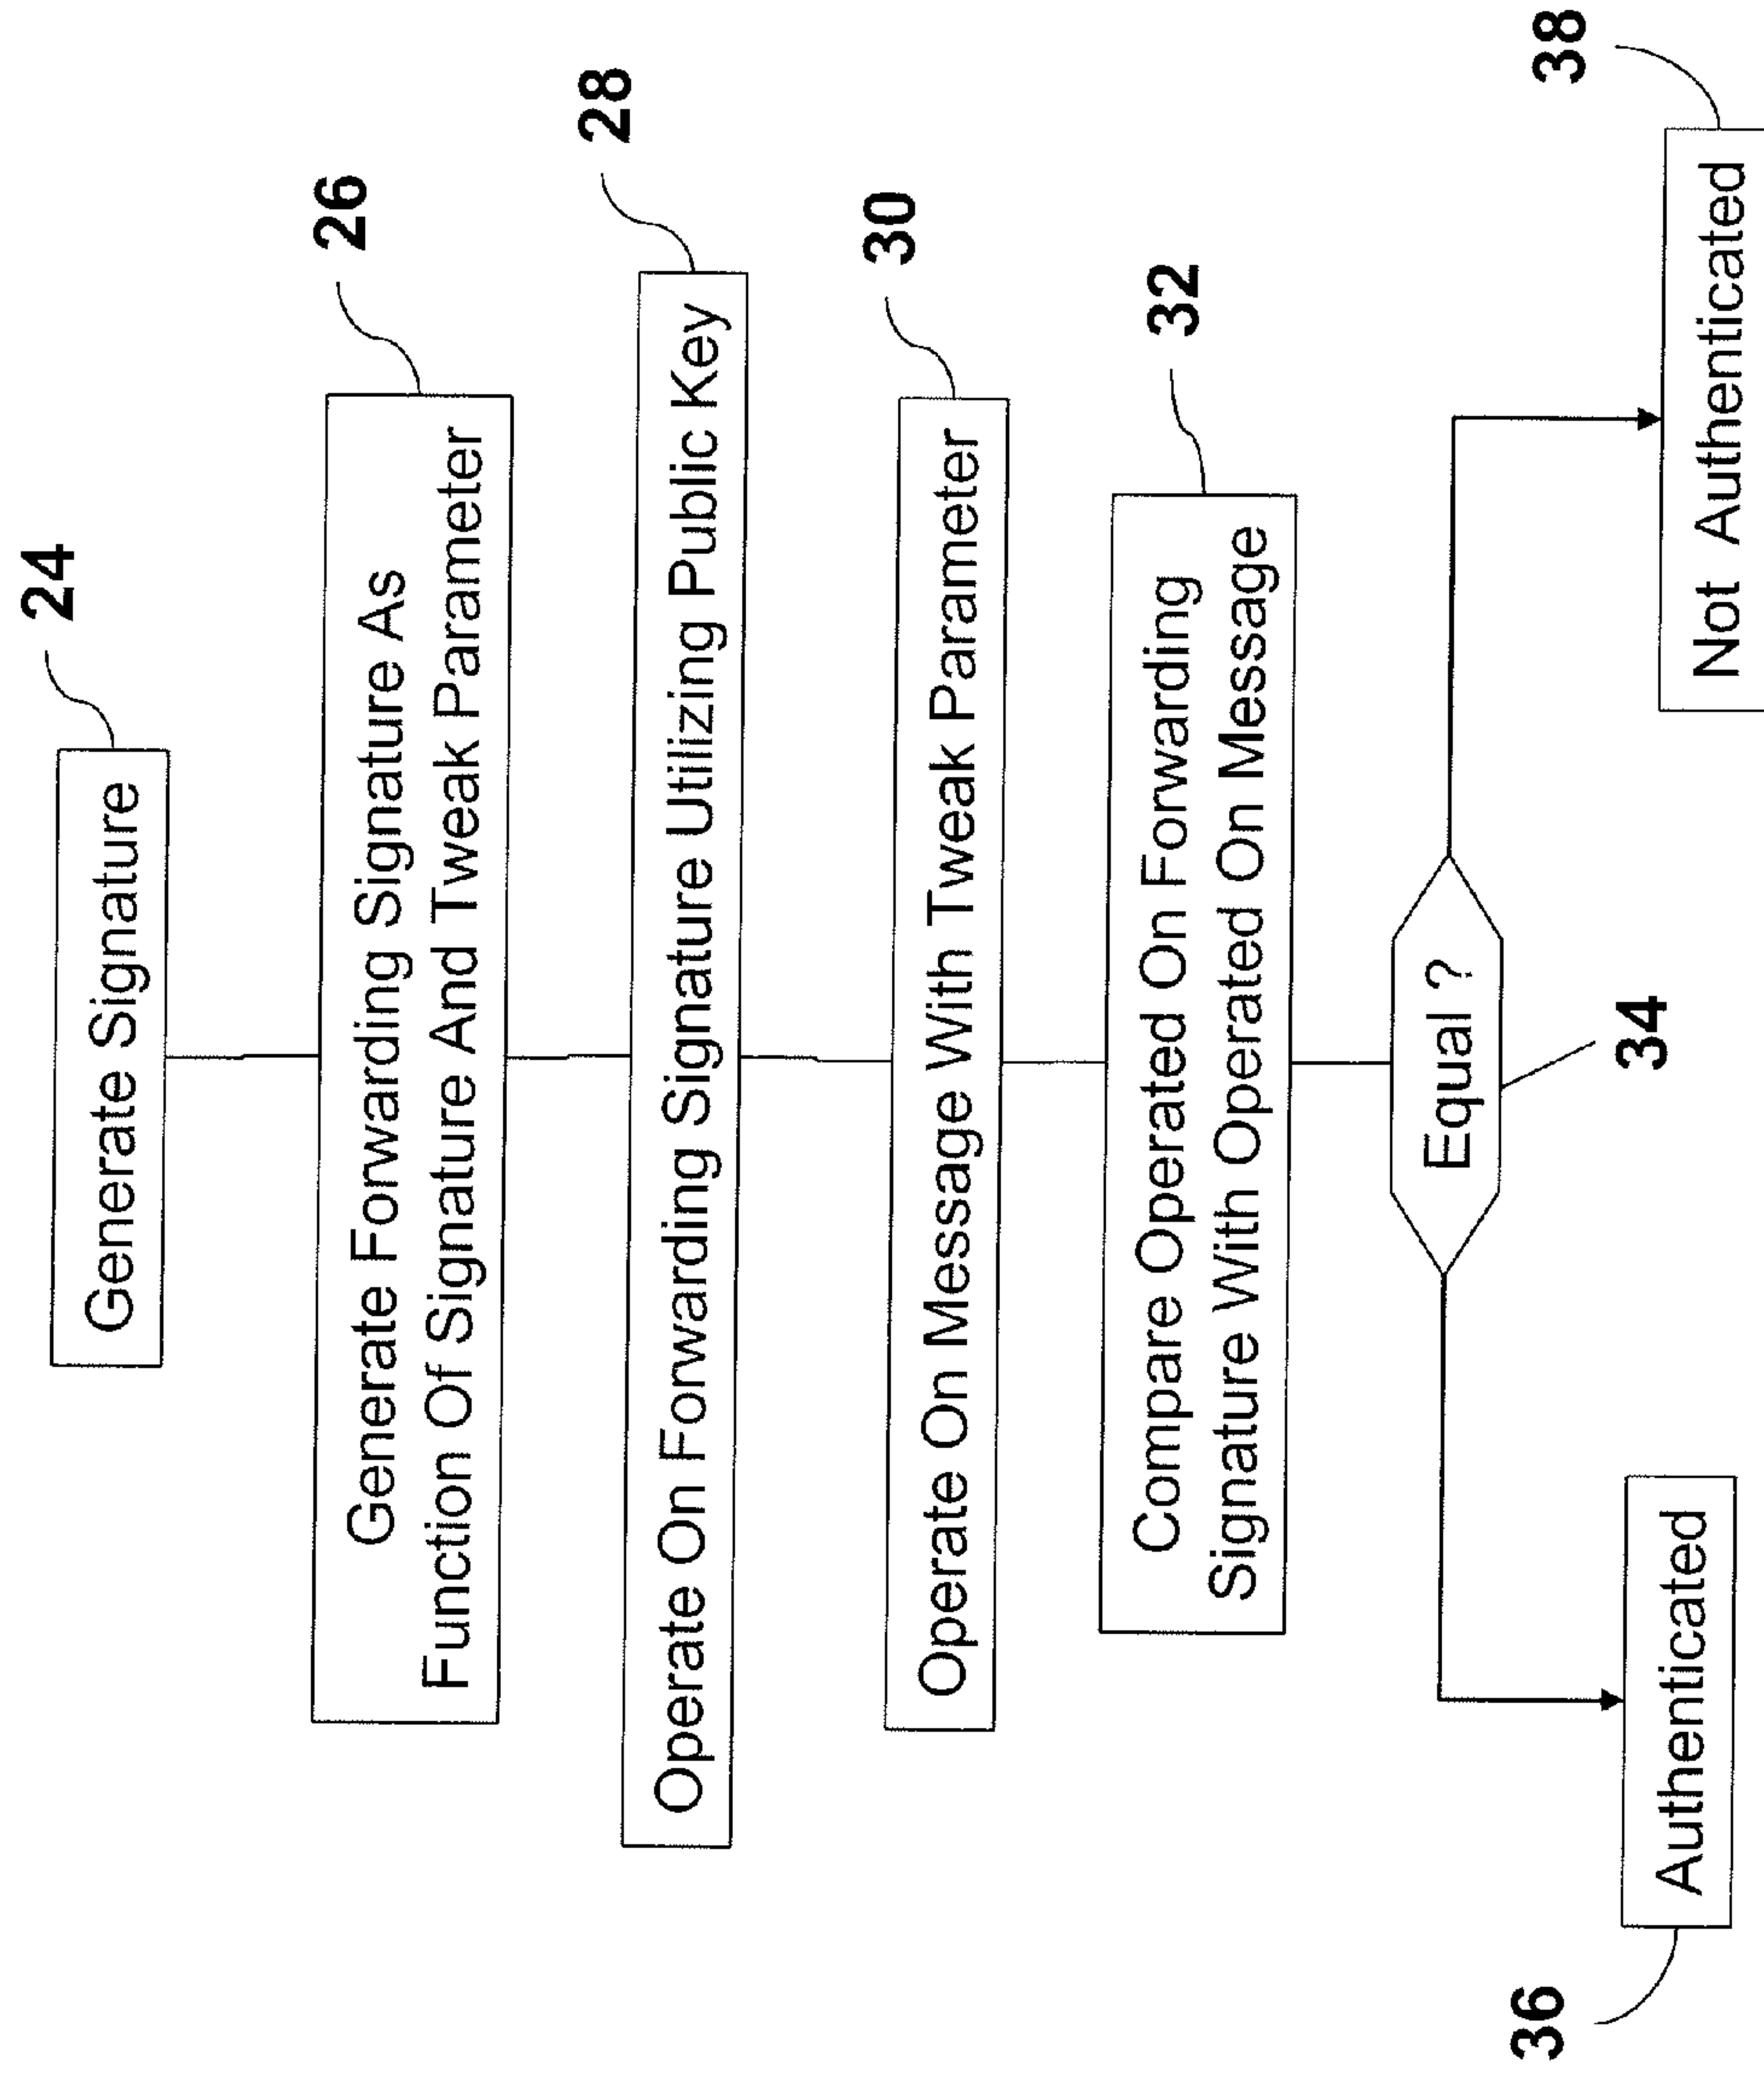 24
Generate Signature
26
Generate Forwarding Signature As
Function Of Signature And Tweak Parameter
28
Operate On Forwarding Signature Utilizing Public Key
30
Operate On Message With Tweak Parameter
32
Compare Operated On Forwarding
Signature With Operated On Message
Equal ?
34
36
Authenticated
38
Not Authenticated